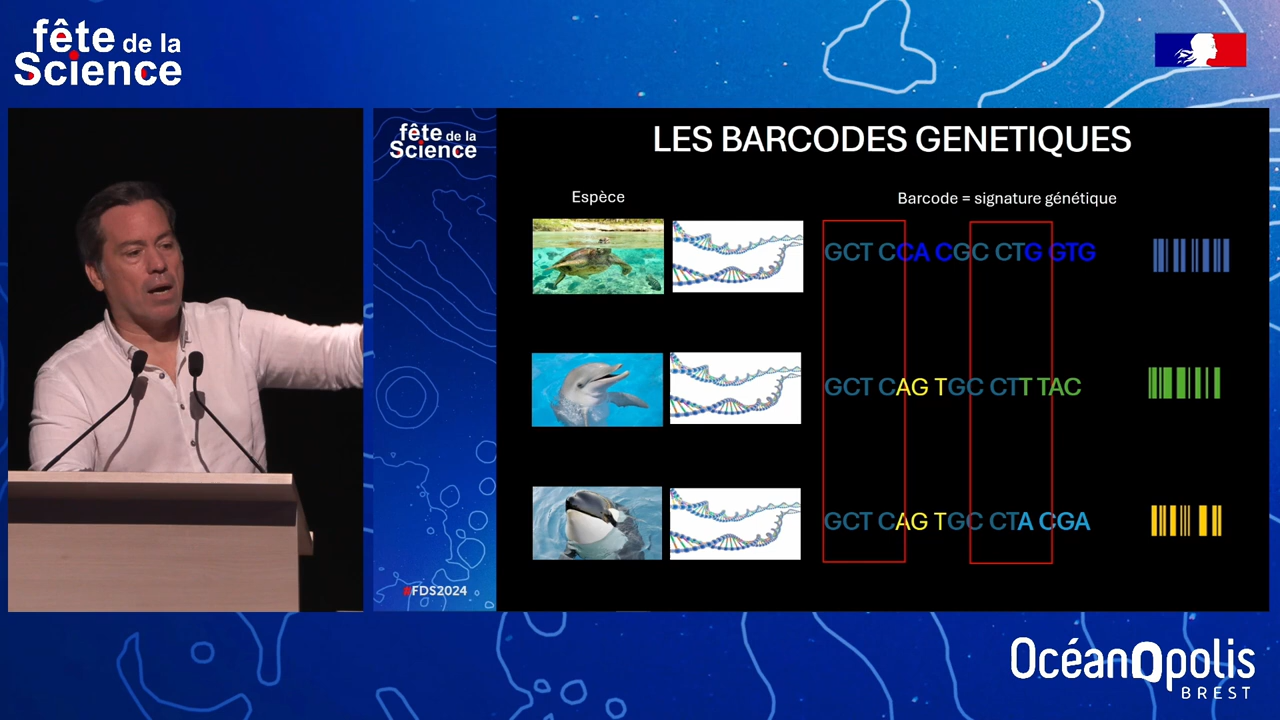 fête de la
Science
fête de la
Science
LES BARCODES GENETIQUES
Espèce
Barcode = signature génétique
GCT CCA CGC CTG GTG
GCT CAG TGC CTT TAC
GCT CAG TGC CTA CGA
#FDS2024
OcéanOpolis
BREST